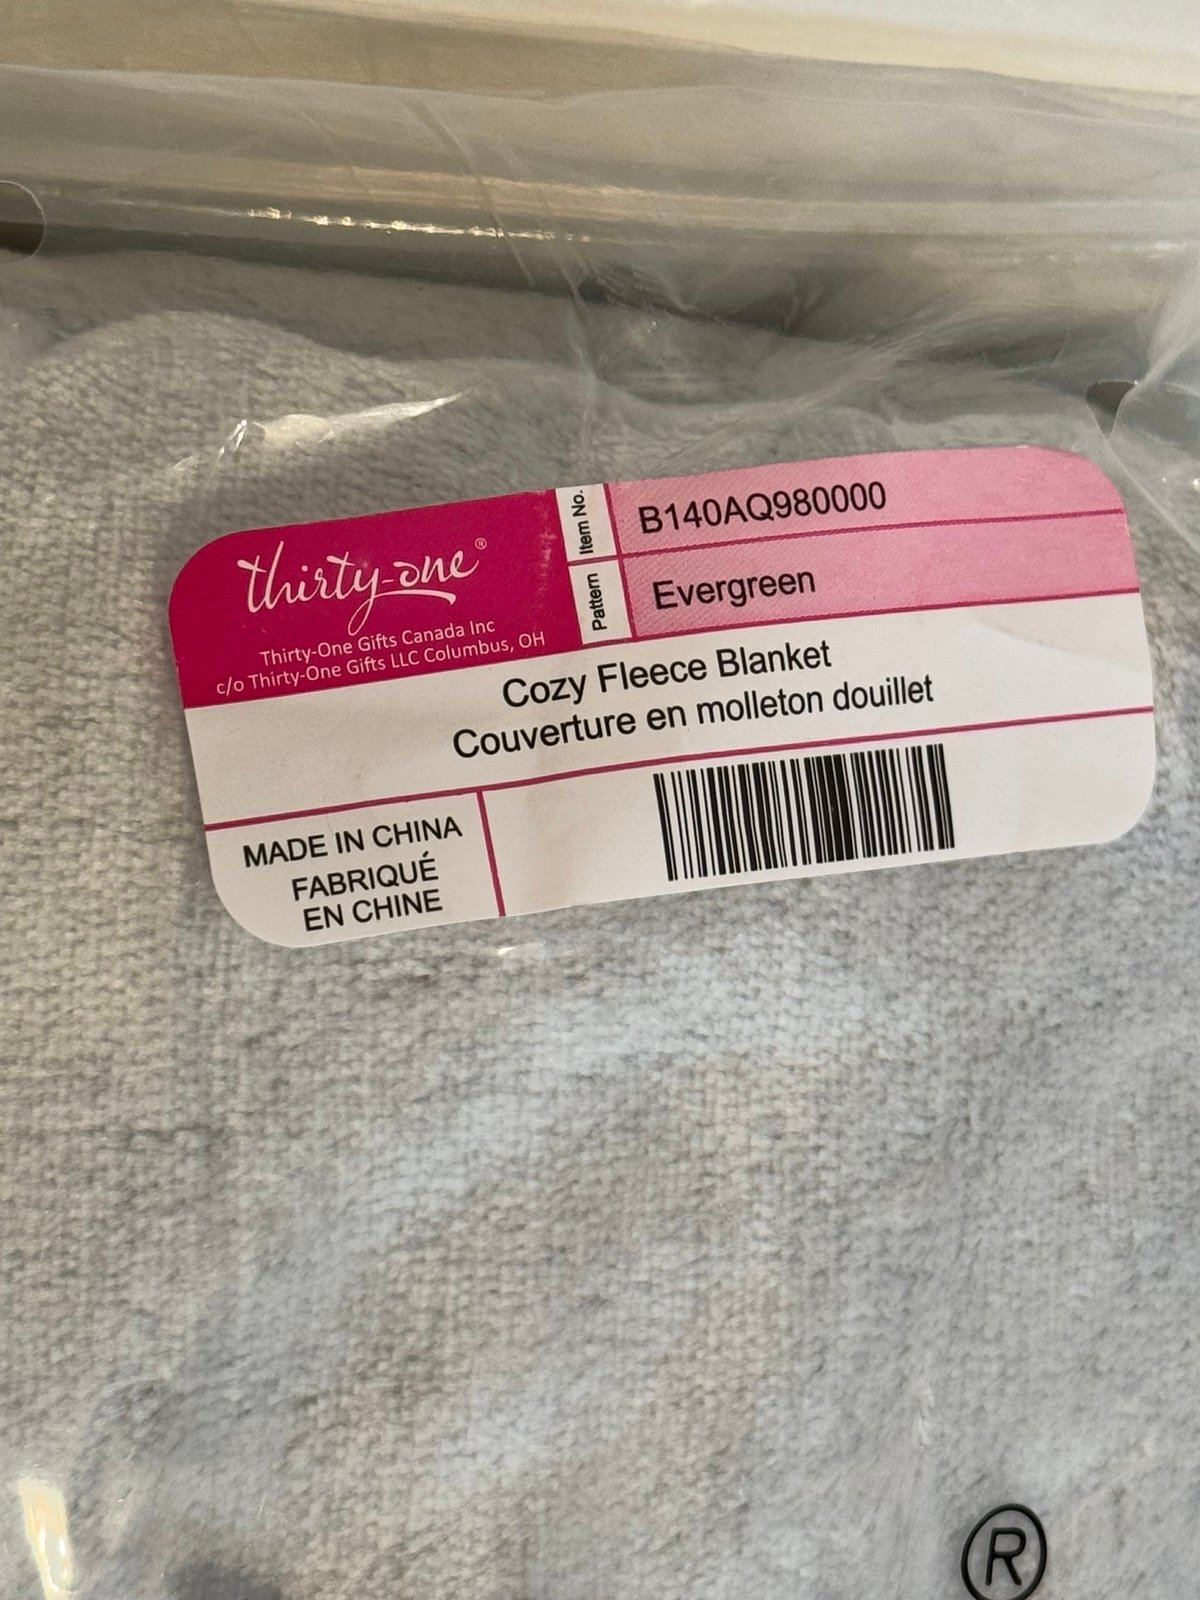 thirty-one®
Thirty-One Gifts Canada Inc
c/o Thirty-One Gifts LLC Columbus, OH
Item No.
B140AQ980000
Pattern
Evergreen
Cozy Fleece Blanket
Couverture en molleton douillet
MADE IN CHINA
FABRIQUÉ
EN CHINE
®